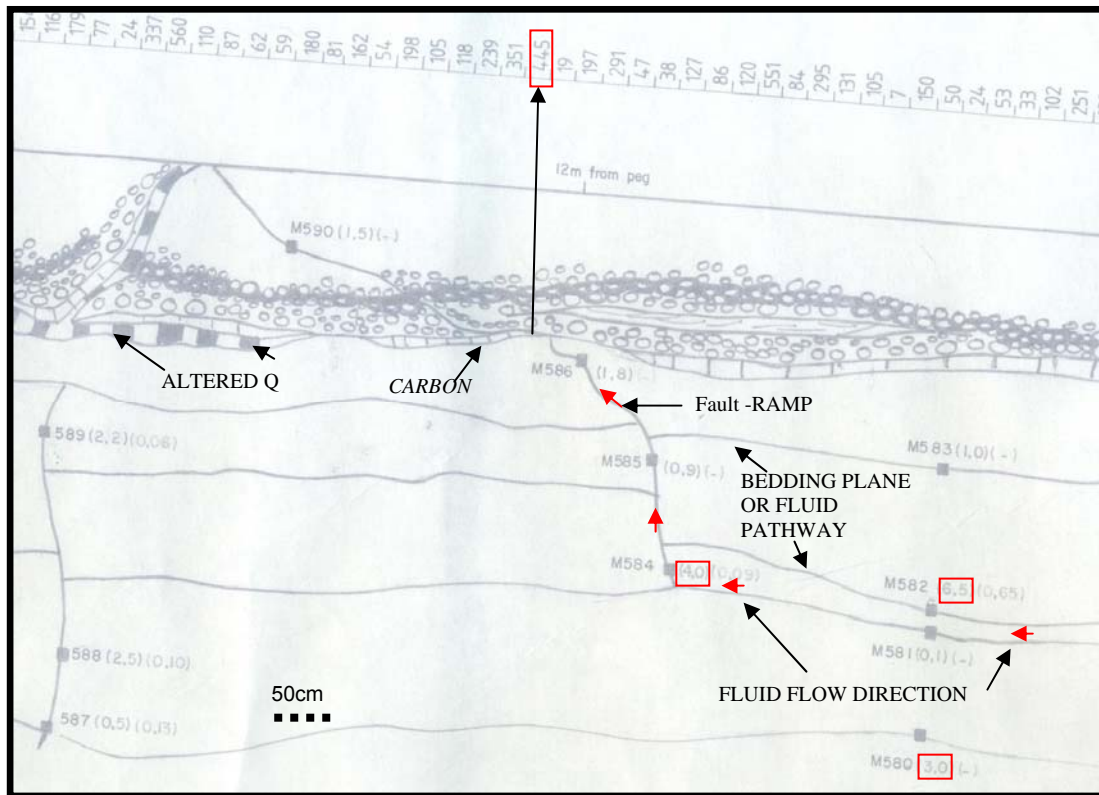 116
179
77
24
337
560
110
87
62
59
180
81
162
54
198
105
118
239
351
445
19
197
291
47
38
127
86
120
551
84
295
131
105
7
150
50
24
53
33
102
251
12m from peg
M590 (1,5) (-)
ALTERED Q
CARBON
M586 (1,8)
Fault -RAMP
589 (2,2) (0,06)
M585 (0,9) (-)
M583 (1,0) (-)
BEDDING PLANE
OR FLUID
PATHWAY
M584 (4,0) (0,09)
M582 (6,5) (0,65)
M581 (0,1) (-)
588 (2,5) (0,10)
FLUID FLOW DIRECTION
50cm
587 (0,5) (0,13)
M580 (3,0) (-)